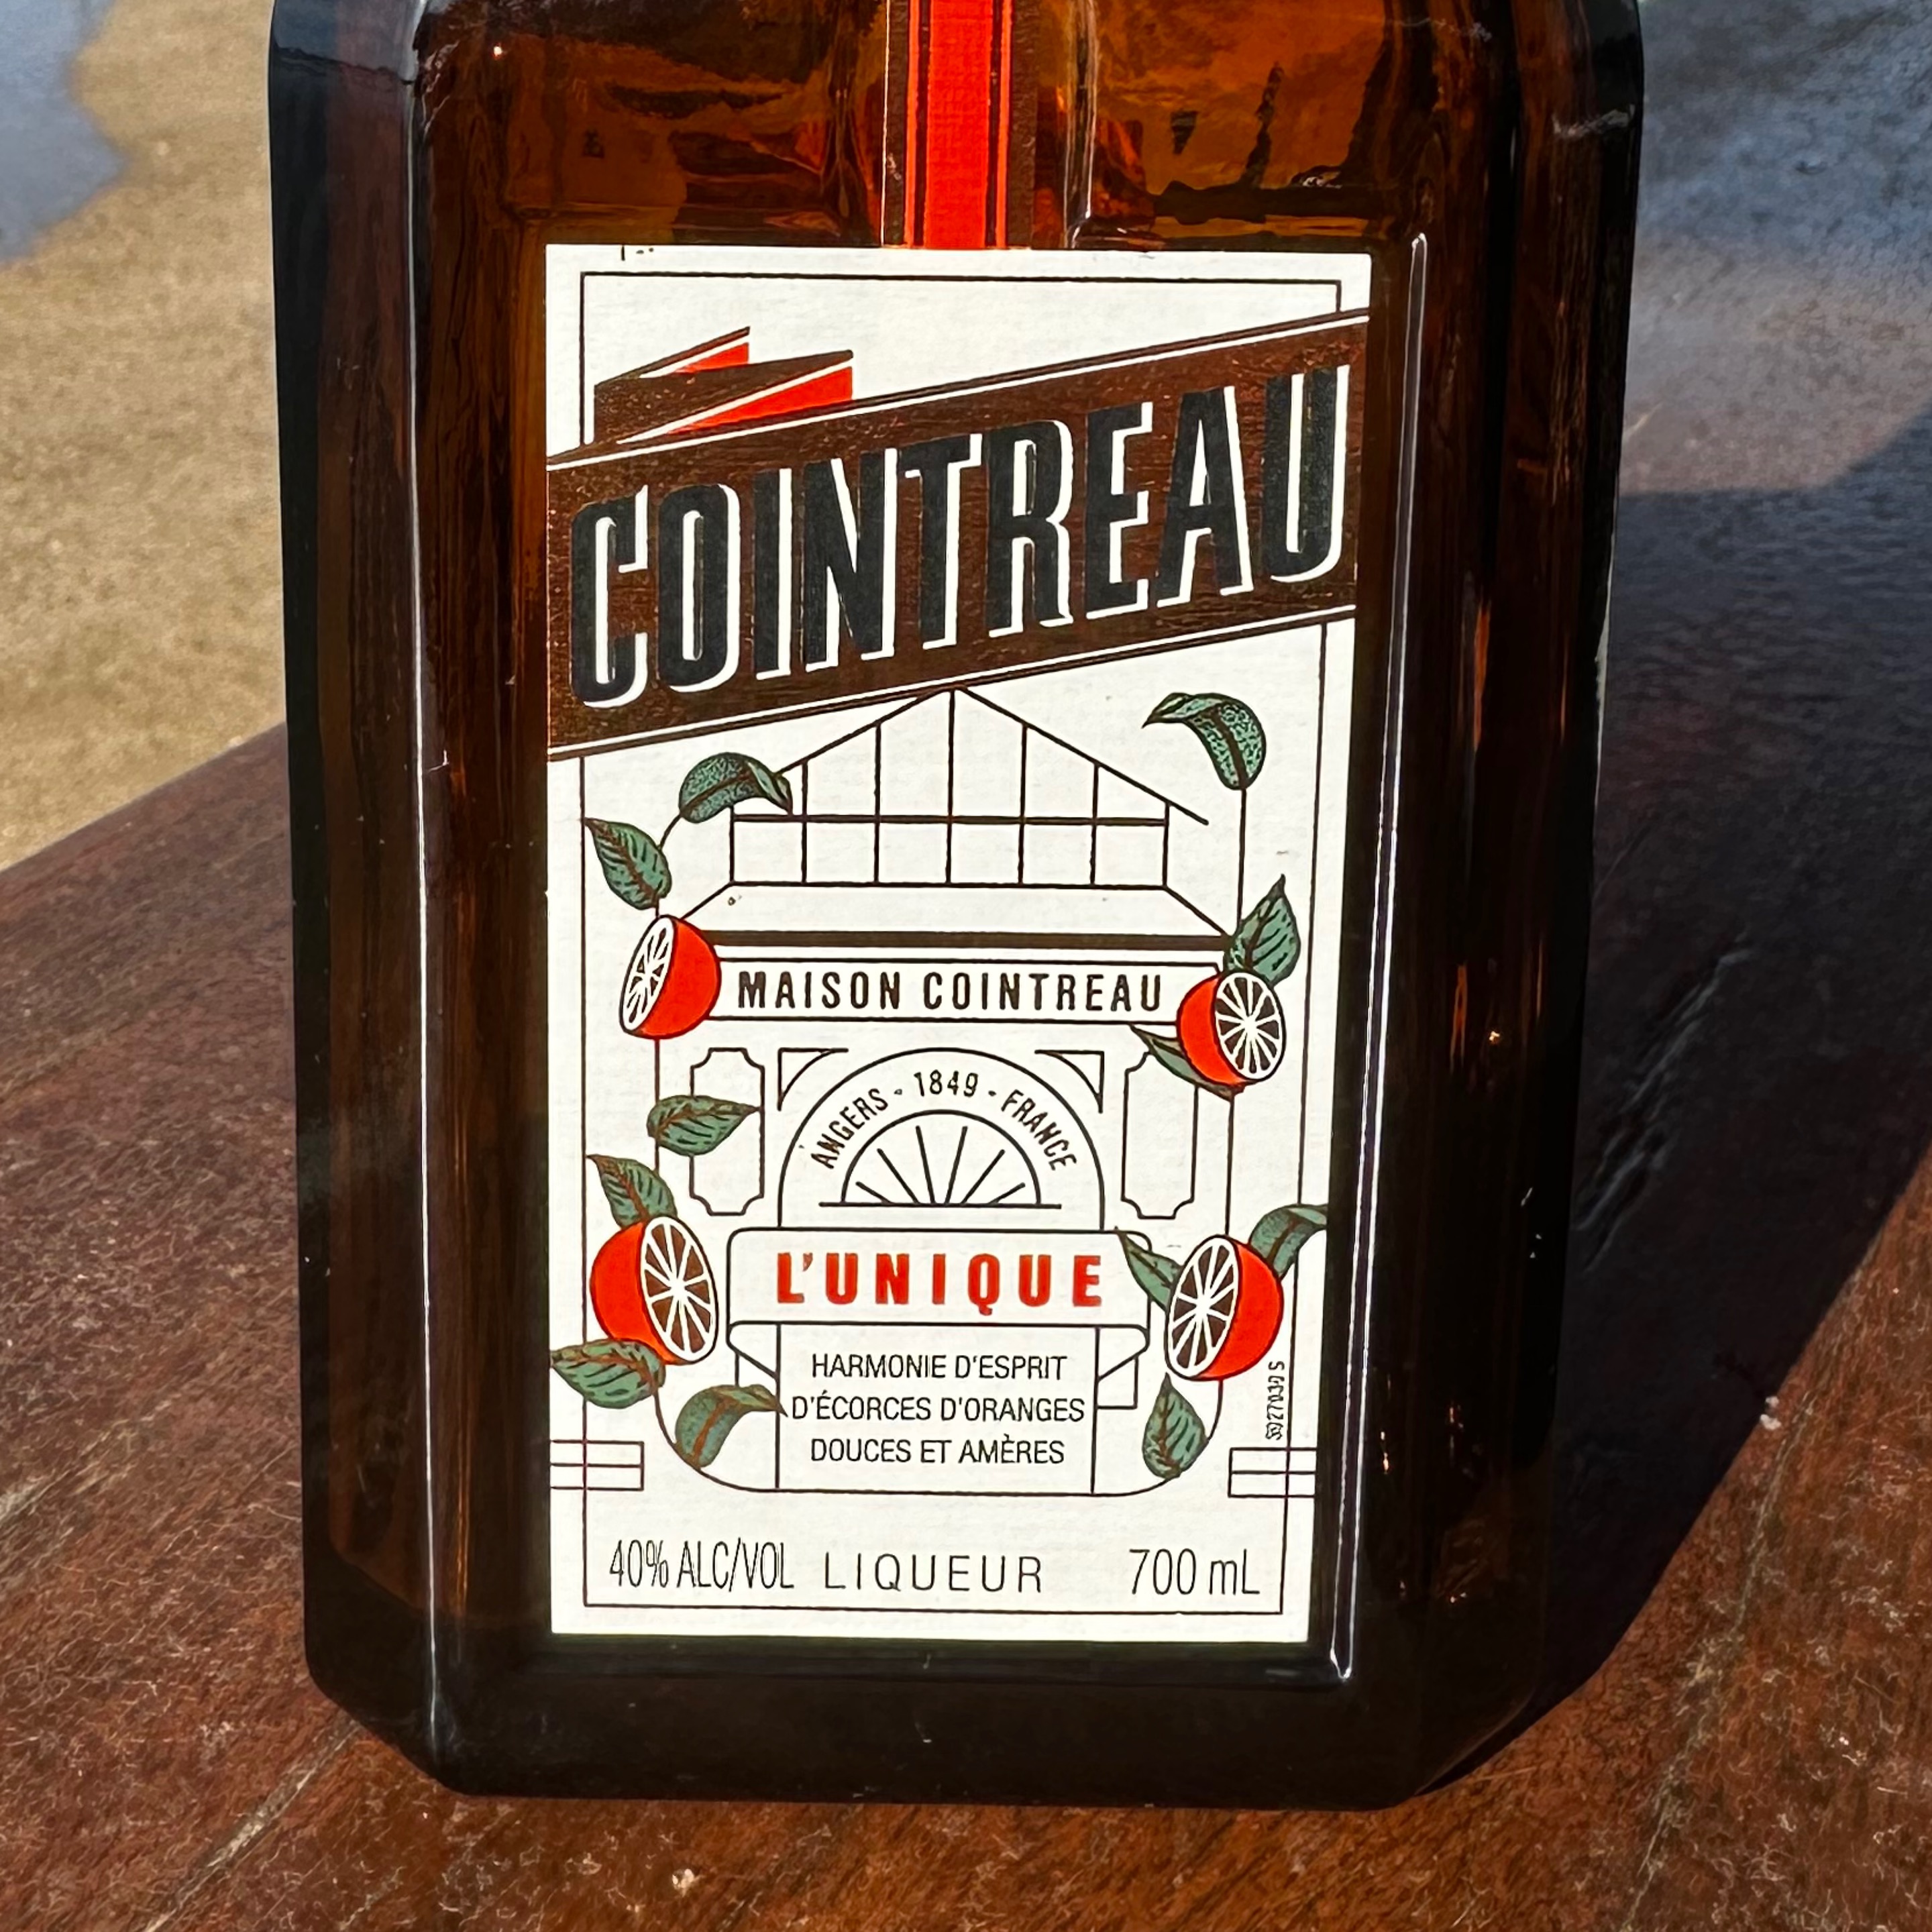 COINTREAU
MAISON COINTREAU
ANGERS - 1849 - FRANCE
L'UNIQUE
HARMONIE D'ESPRIT
D'ÉCORCES D'ORANGES
DOUCES ET AMÈRES
40% ALC/VOL LIQUEUR 700 mL